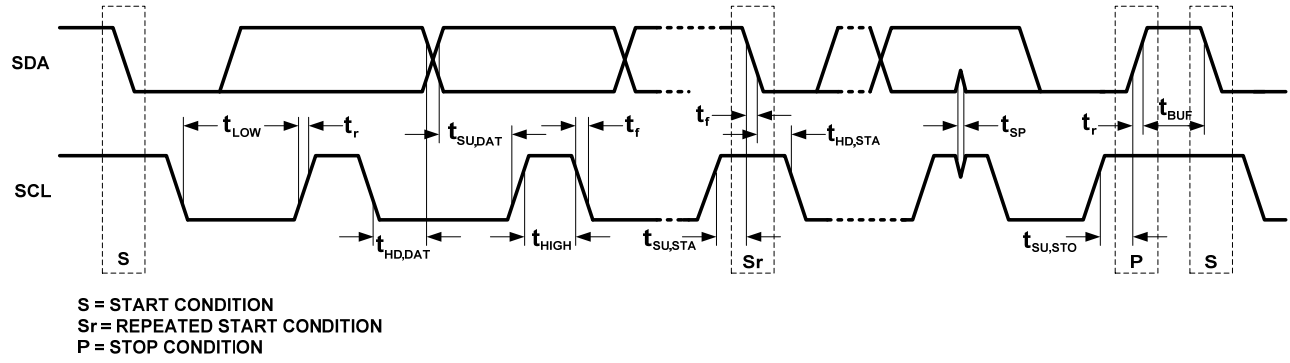 SDA
t_LOW
t_r
t_SU,DAT
t_f
t_f
t_HD,STA
t_SP
t_r
t_BUF
SCL
t_HD,DAT
t_HIGH
t_SU,STA
t_SU,STO
S
Sr
P
S
S = START CONDITION
Sr = REPEATED START CONDITION
P = STOP CONDITION